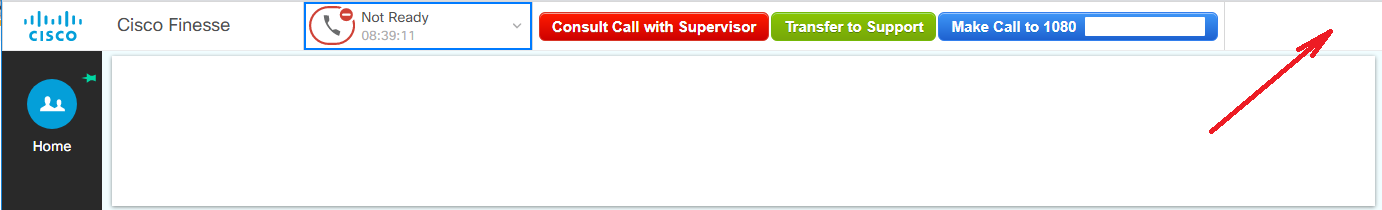 CISCO
Cisco Finesse
Not Ready
08:39:11
Consult Call with Supervisor
Transfer to Support
Make Call to 1080
Home